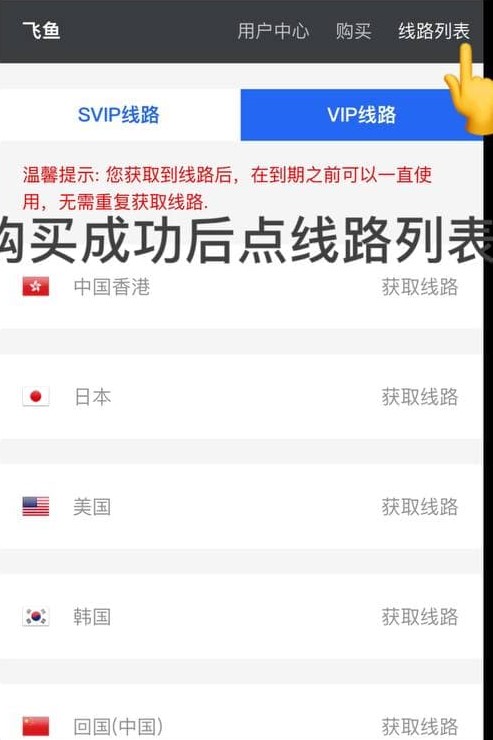 飞鱼 用户中心 购买 线路列表
SVIP线路 VIP线路
温馨提示: 您获取到线路后，在到期之前可以一直使
用，无需重复获取线路.
购买成功后点线路列表
中国香港 获取线路
日本 获取线路
美国 获取线路
韩国 获取线路
回国(中国) 获取线路